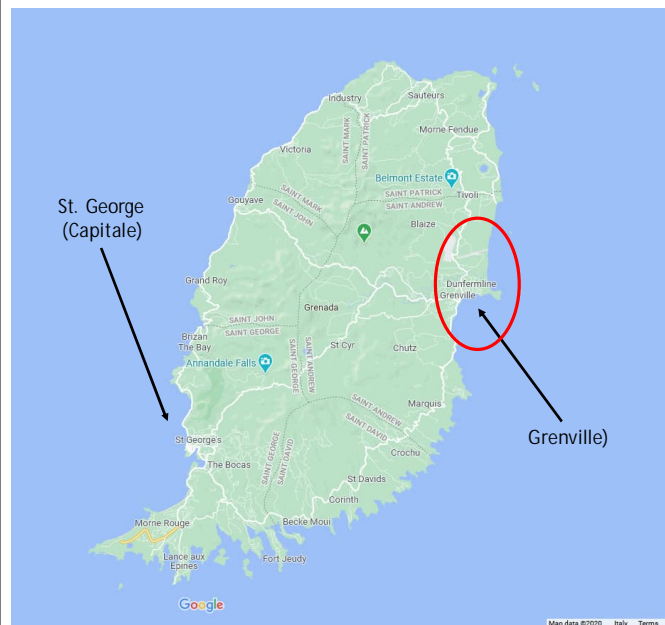 Industry
Sauteurs
Morne Fendue
SAINT MARK
SAINT PATRICK
Victoria
Belmont Estate
SAINT PATRICK
SAINT ANDREW
Tivoli
SAINT MARK
SAINT JOHN
Gouyave
Blaize
St. George
(Capitale)
Grand Roy
Dunfermline
Grenville
Grenada
SAINT JOHN
SAINT GEORGE
Brizan
The Bay
St Cyr
Chutz
Annandale Falls
SAINT GEORGE
SAINT ANDREW
Marquis
SAINT ANDREW
SAINT DAVID
Grenville)
St George's
Crochu
The Bocas
SAINT GEORGE
SAINT DAVID
St Davids
Corinth
Morne Rouge
Becke Moui
Lance aux
Epines
Fort Jeudy
Google
Map data ©2020 Italy Terms